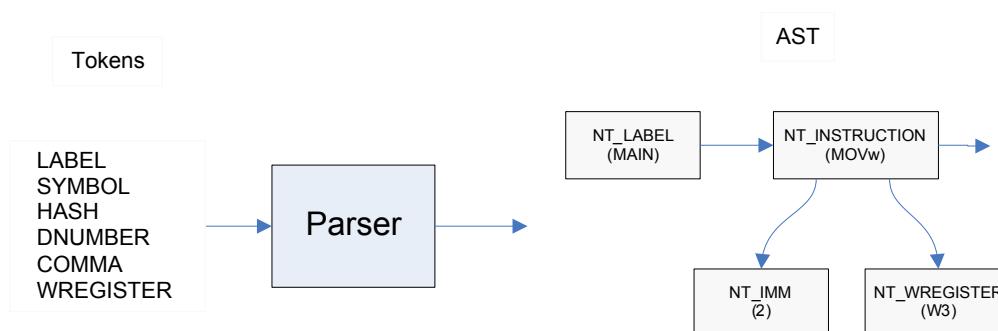 Tokens
LABEL
SYMBOL
HASH
DNUMBER
COMMA
WREGISTER
Parser
AST
NT_LABEL
(MAIN)
NT_INSTRUCTION
(MOVw)
NT_IMM
(2)
NT_WREGISTER
(W3)